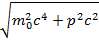 √(m₀²c⁴ + p²c²)